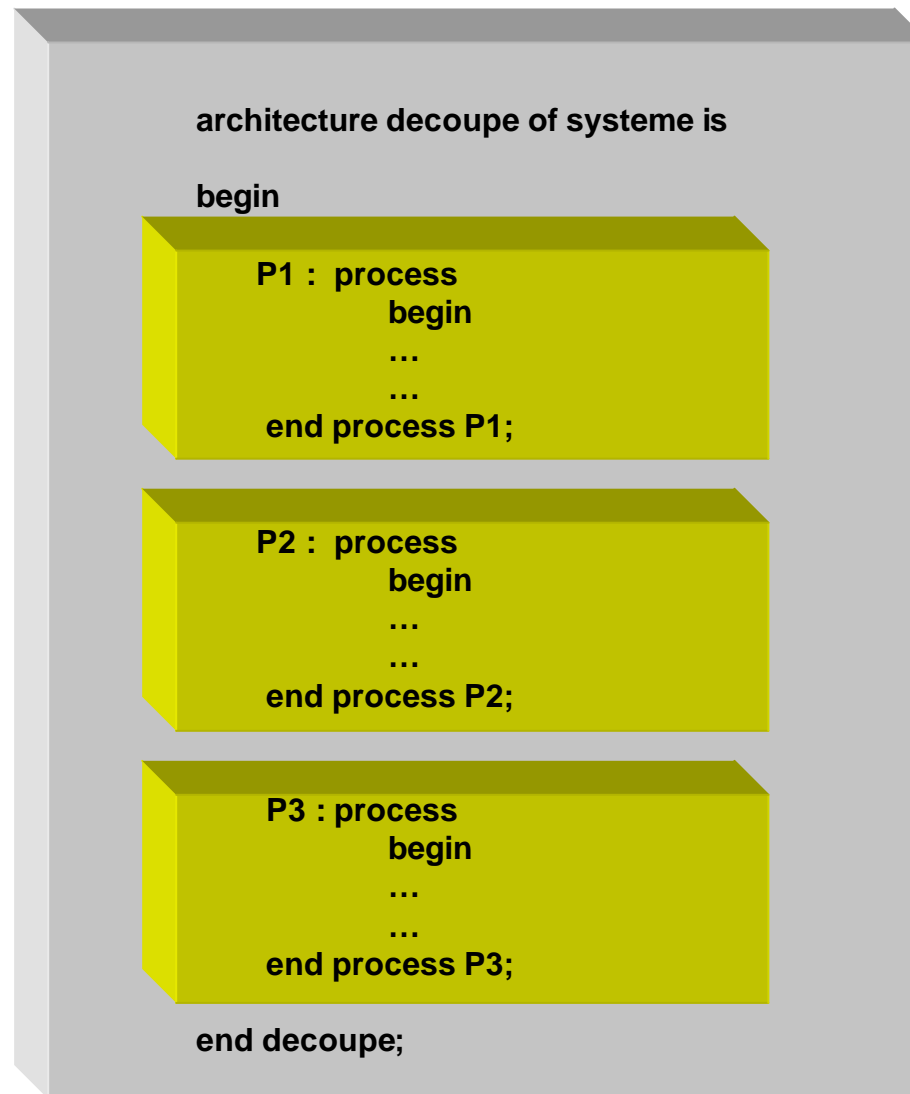 architecture decoupe of systeme is
begin
P1 : process
begin
…
…
end process P1;
P2 : process
begin
…
…
end process P2;
P3 : process
begin
…
…
end process P3;
end decoupe;